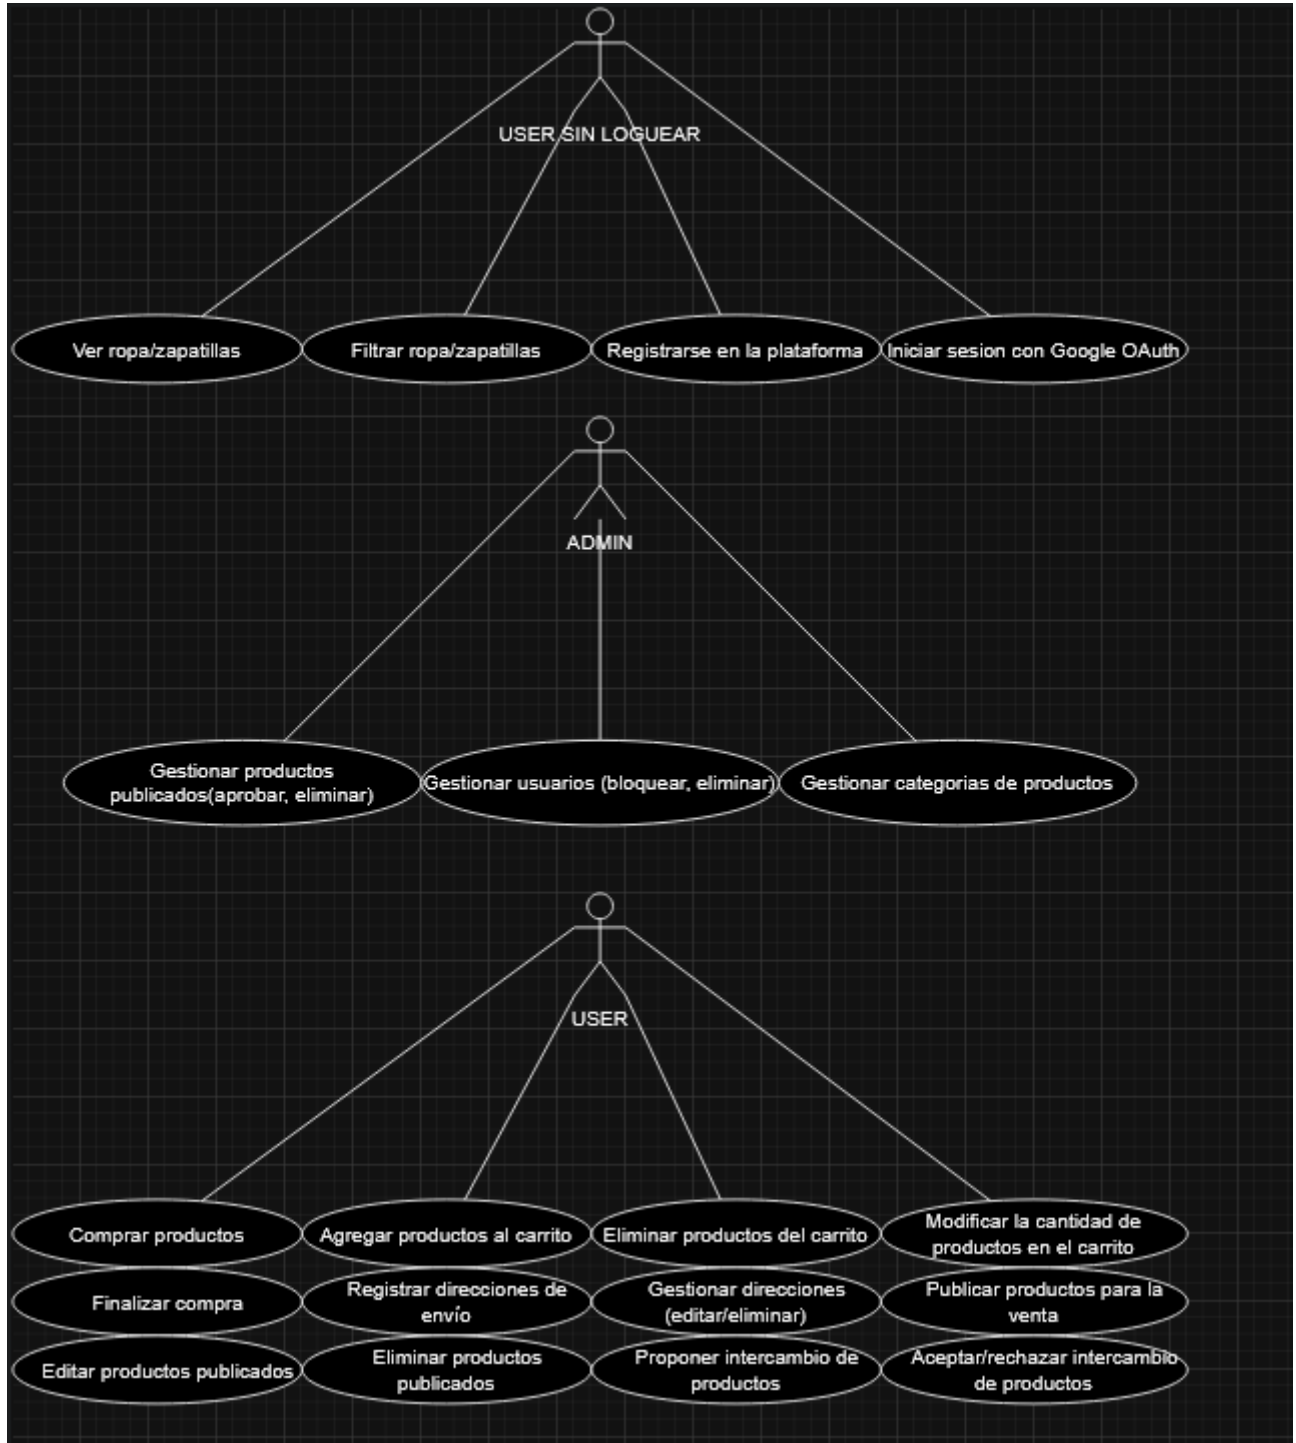 USER SIN LOGUEAR
Ver ropa/zapatillas
Filtrar ropa/zapatillas
Registrarse en la plataforma
Iniciar sesion con Google OAuth
ADMIN
Gestionar productos
publicados(aprobar, eliminar)
Gestionar usuarios (bloquear, eliminar)
Gestionar categorias de productos
USER
Comprar productos
Agregar productos al carrito
Eliminar productos del carrito
Modificar la cantidad de
productos en el carrito
Finalizar compra
Registrar direcciones de
envío
Gestionar direcciones
(editar/eliminar)
Publicar productos para la
venta
Editar productos publicados
Eliminar productos
publicados
Proponer intercambio de
productos
Aceptar/rechazar intercambio
de productos